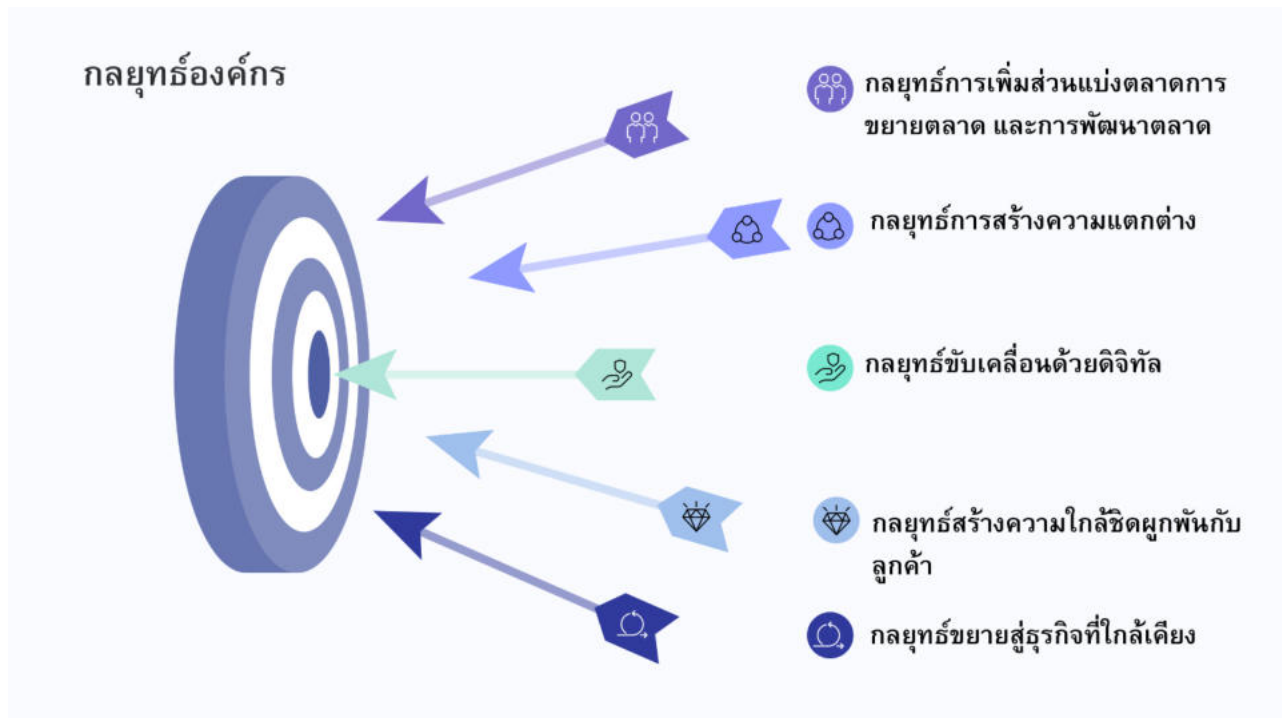 กลยุทธ์องค์กร
กลยุทธ์การเพิ่มส่วนแบ่งตลาดการ
ขยายตลาด และการพัฒนาตลาด
กลยุทธ์การสร้างความแตกต่าง
กลยุทธ์ขับเคลื่อนด้วยดิจิทัล
กลยุทธ์สร้างความใกล้ชิดผูกพันกับ
ลูกค้า
กลยุทธ์ขยายสู่ธุรกิจที่ใกล้เคียง